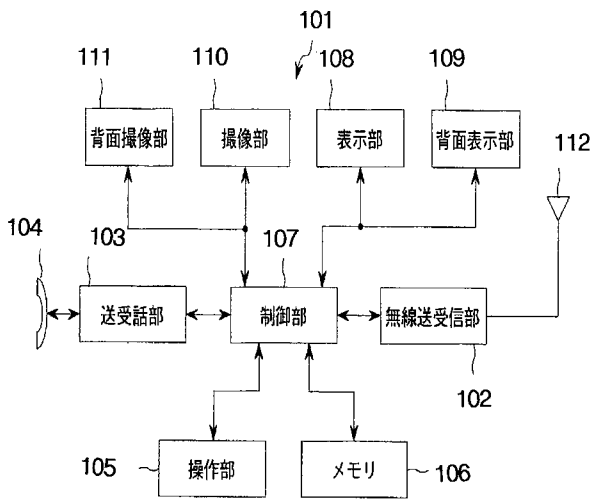 101
111
110
108
109
背面撮像部
撮像部
表示部
背面表示部
112
104
103
107
送受話部
制御部
無線送受信部
102
105
操作部
メモリ
106